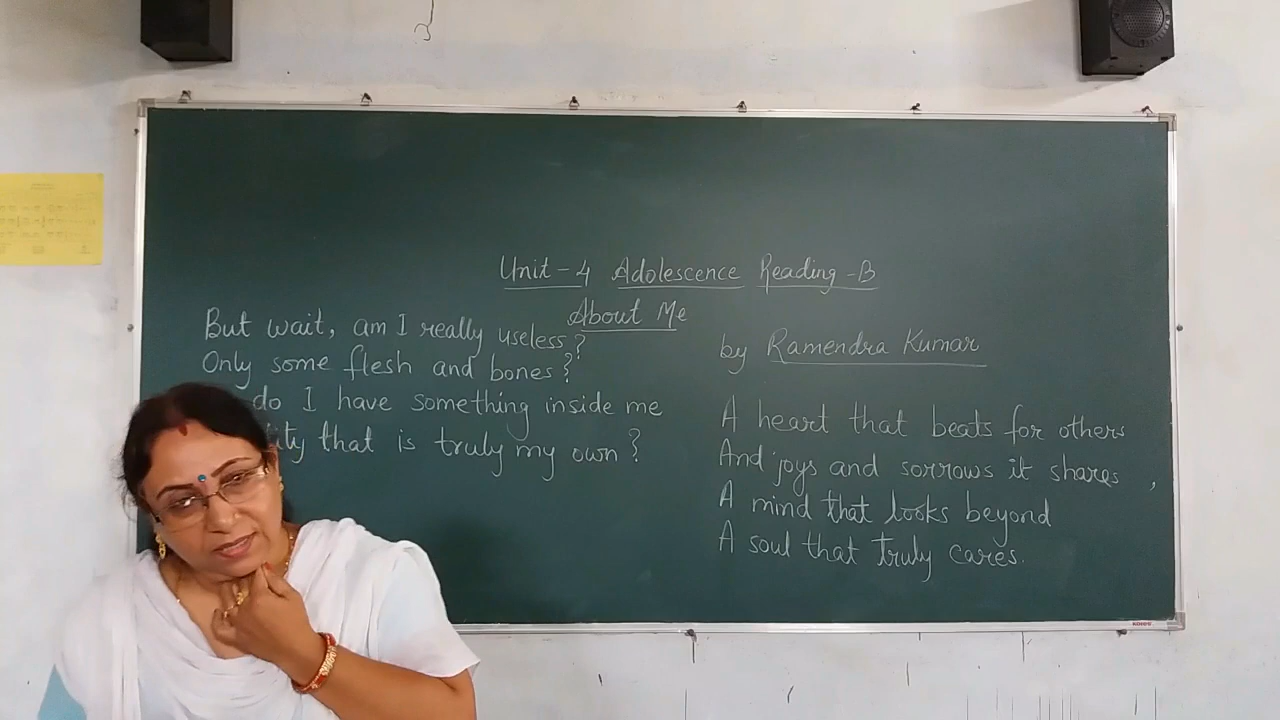 Unit - 4 Adolescence Reading - B
About Me
by Ramendra Kumar
But wait, am I really useless?
Only some flesh and bones?
do I have something inside me
that is truly my own?
A heart that beats for others
And joys and sorrows it shares,
A mind that looks beyond
A soul that truly cares.